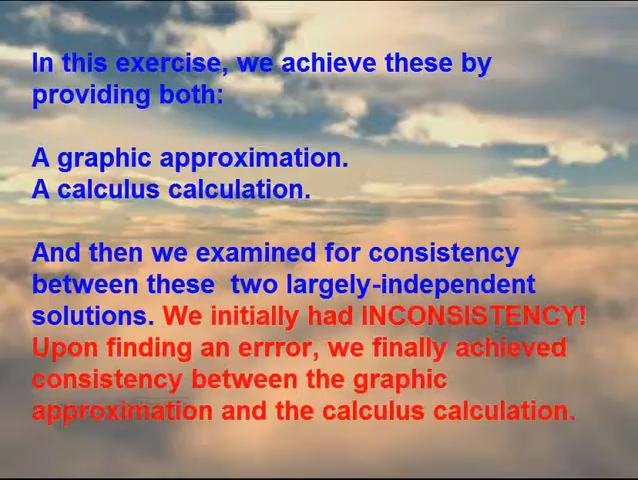 In this exercise, we achieve these by
providing both:
A graphic approximation.
A calculus calculation.
And then we examined for consistency
between these  two largely-independent
solutions. We initially had INCONSISTENCY!
Upon finding an errror, we finally achieved
consistency between the graphic
approximation and the calculus calculation.